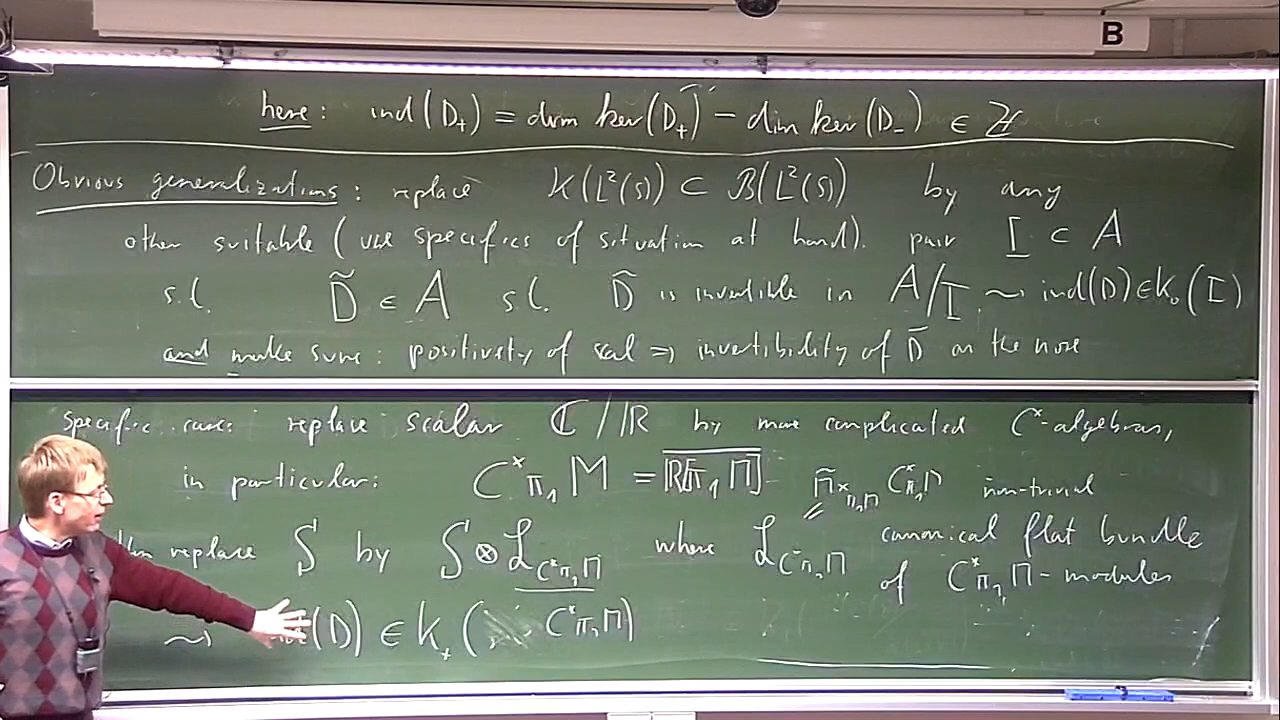 B
here: ind(D₊) = dim ker(D₊) − dim ker(D₋) ∈ ℤ
Obvious generalizations: replace K(L²(S)) ⊂ B(L²(S)) by any
other suitable (use specifics of situation at hand) pair I ⊂ A
s.t. D̃ ∈ A s.t. D̃ is invertible in A/I ⇝ ind(D) ∈ K₀(I)
and make sure: positivity of scal ⇒ invertibility of D̃ on the nose
specific case: replace scalar ℂ/ℝ by more complicated C*-algebras,
in particular: C*π₁M = ℝ[π₁M] M̃ ×_{π₁M} C*π₁M non-trivial
replace S by S ⊗ ℒ_{C*π₁M} where ℒ_{C*π₁M} canonical flat bundle
of C*π₁M-modules
⇝ (D) ∈ K_*( C*π₁M)